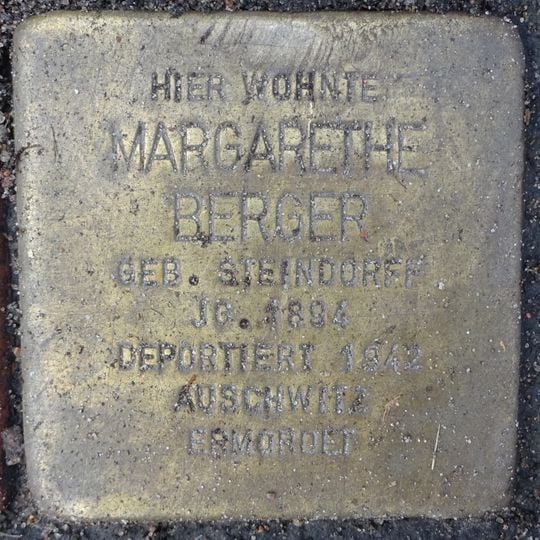 HIER WOHNTE
MARGARETHE
BERGER
GEB. STEINDORFF
JG. 1894
DEPORTIERT 1942
AUSCHWITZ
ERMORDET